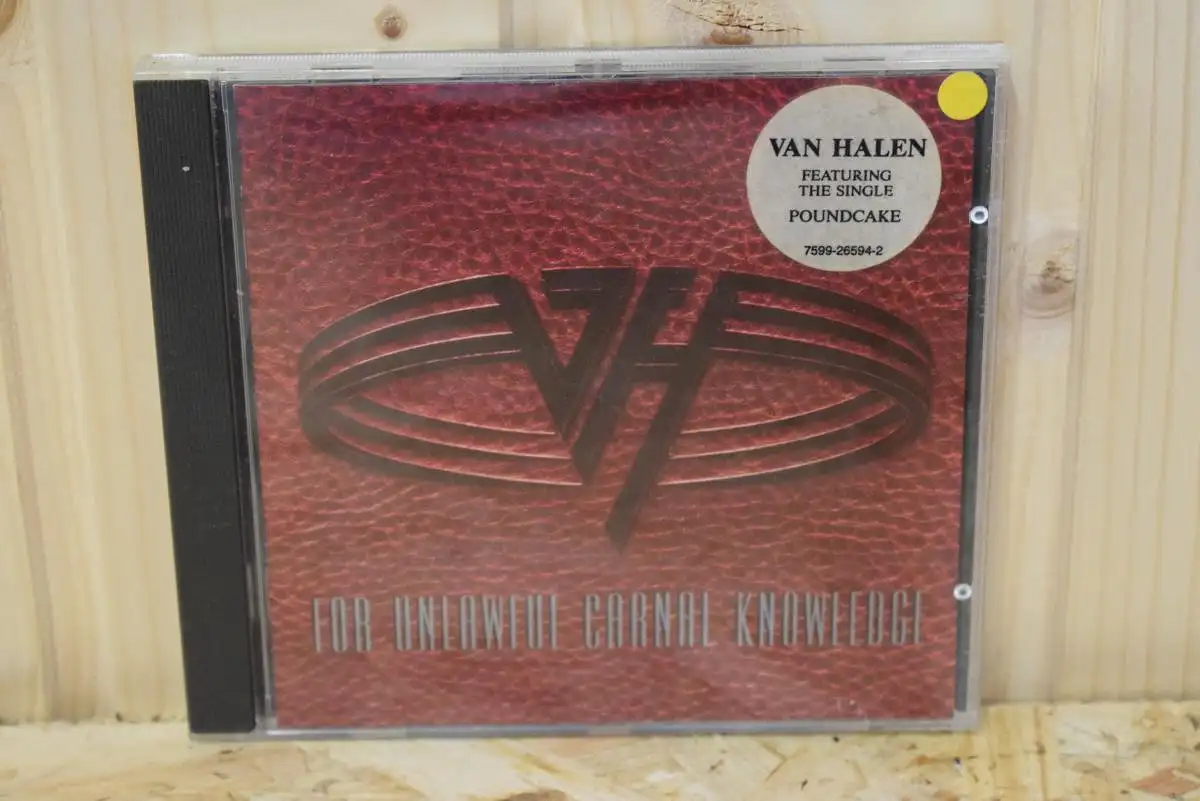 VAN HALEN
FEATURING
THE SINGLE
POUNDCAKE
7599-26594-2
VH
FOR UNLAWFUL CARNAL KNOWLEDGE